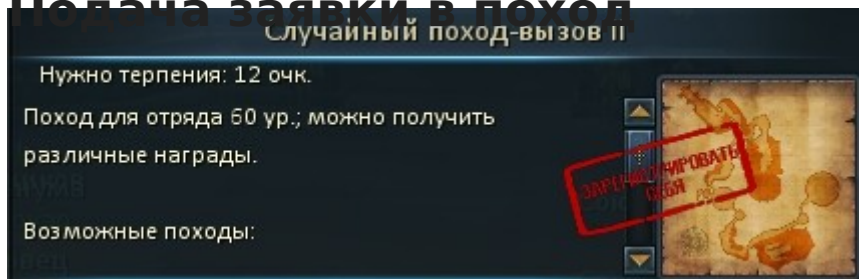 Подача заявки в поход
Случайный поход-вызов II
Нужно терпения: 12 очк.
Поход для отряда 60 ур.; можно получить
различные награды.
ЗАРЕГИСТРИРОВАТЬ
СЕБЯ
Возможные походы: